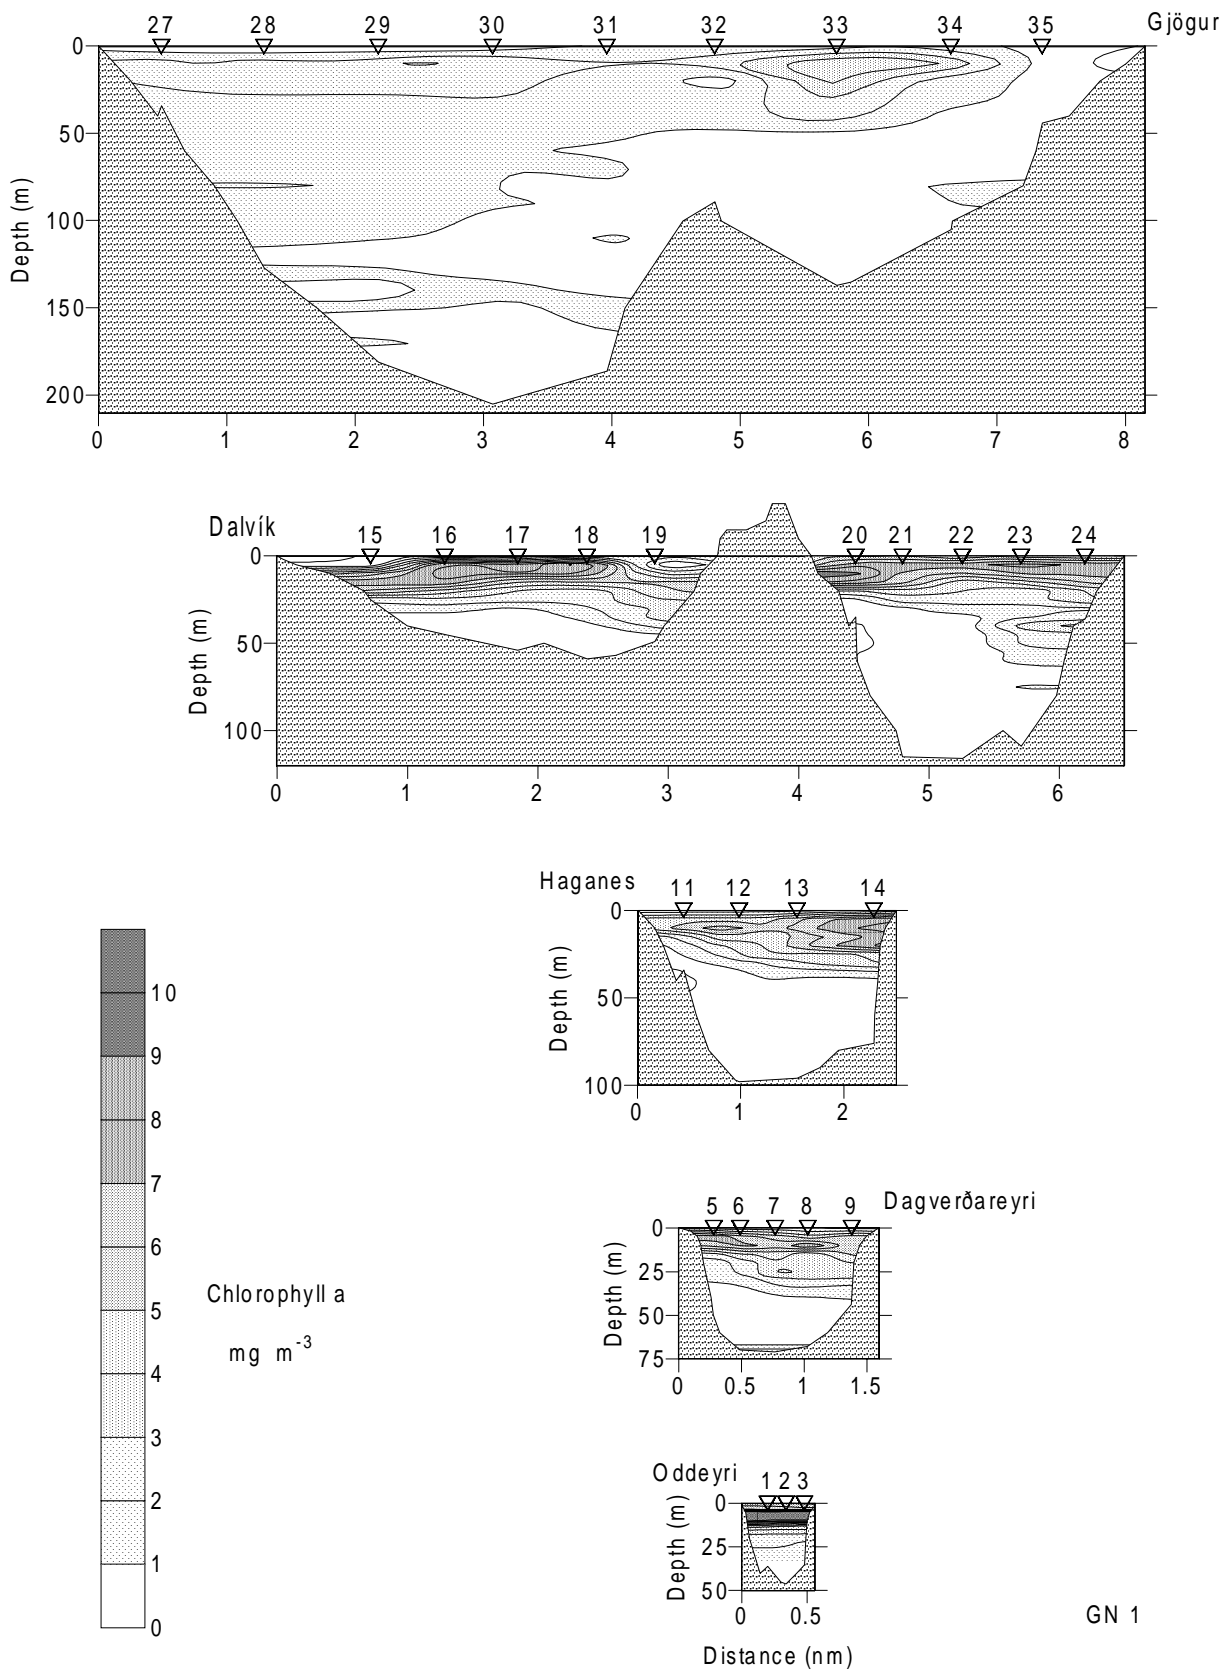 27 28 29 30 31 32 33 34 35 Gjögur
0
50
100
150
200
Depth (m)
0 1 2 3 4 5 6 7 8
Dalvík
15 16 17 18 19 20 21 22 23 24
0
50
100
Depth (m)
0 1 2 3 4 5 6
Haganes 11 12 13 14
0
50
100
Depth (m)
0 1 2
10
9
8
7
6
5
4
3
2
1
0
Chlorophyll a
mg m-3
5 6 7 8 9 Dagverðareyri
0
25
50
75
Depth (m)
0 0.5 1 1.5
Oddeyri 1 2 3
0
25
50
Depth (m)
0 0.5
Distance (nm)
GN 1